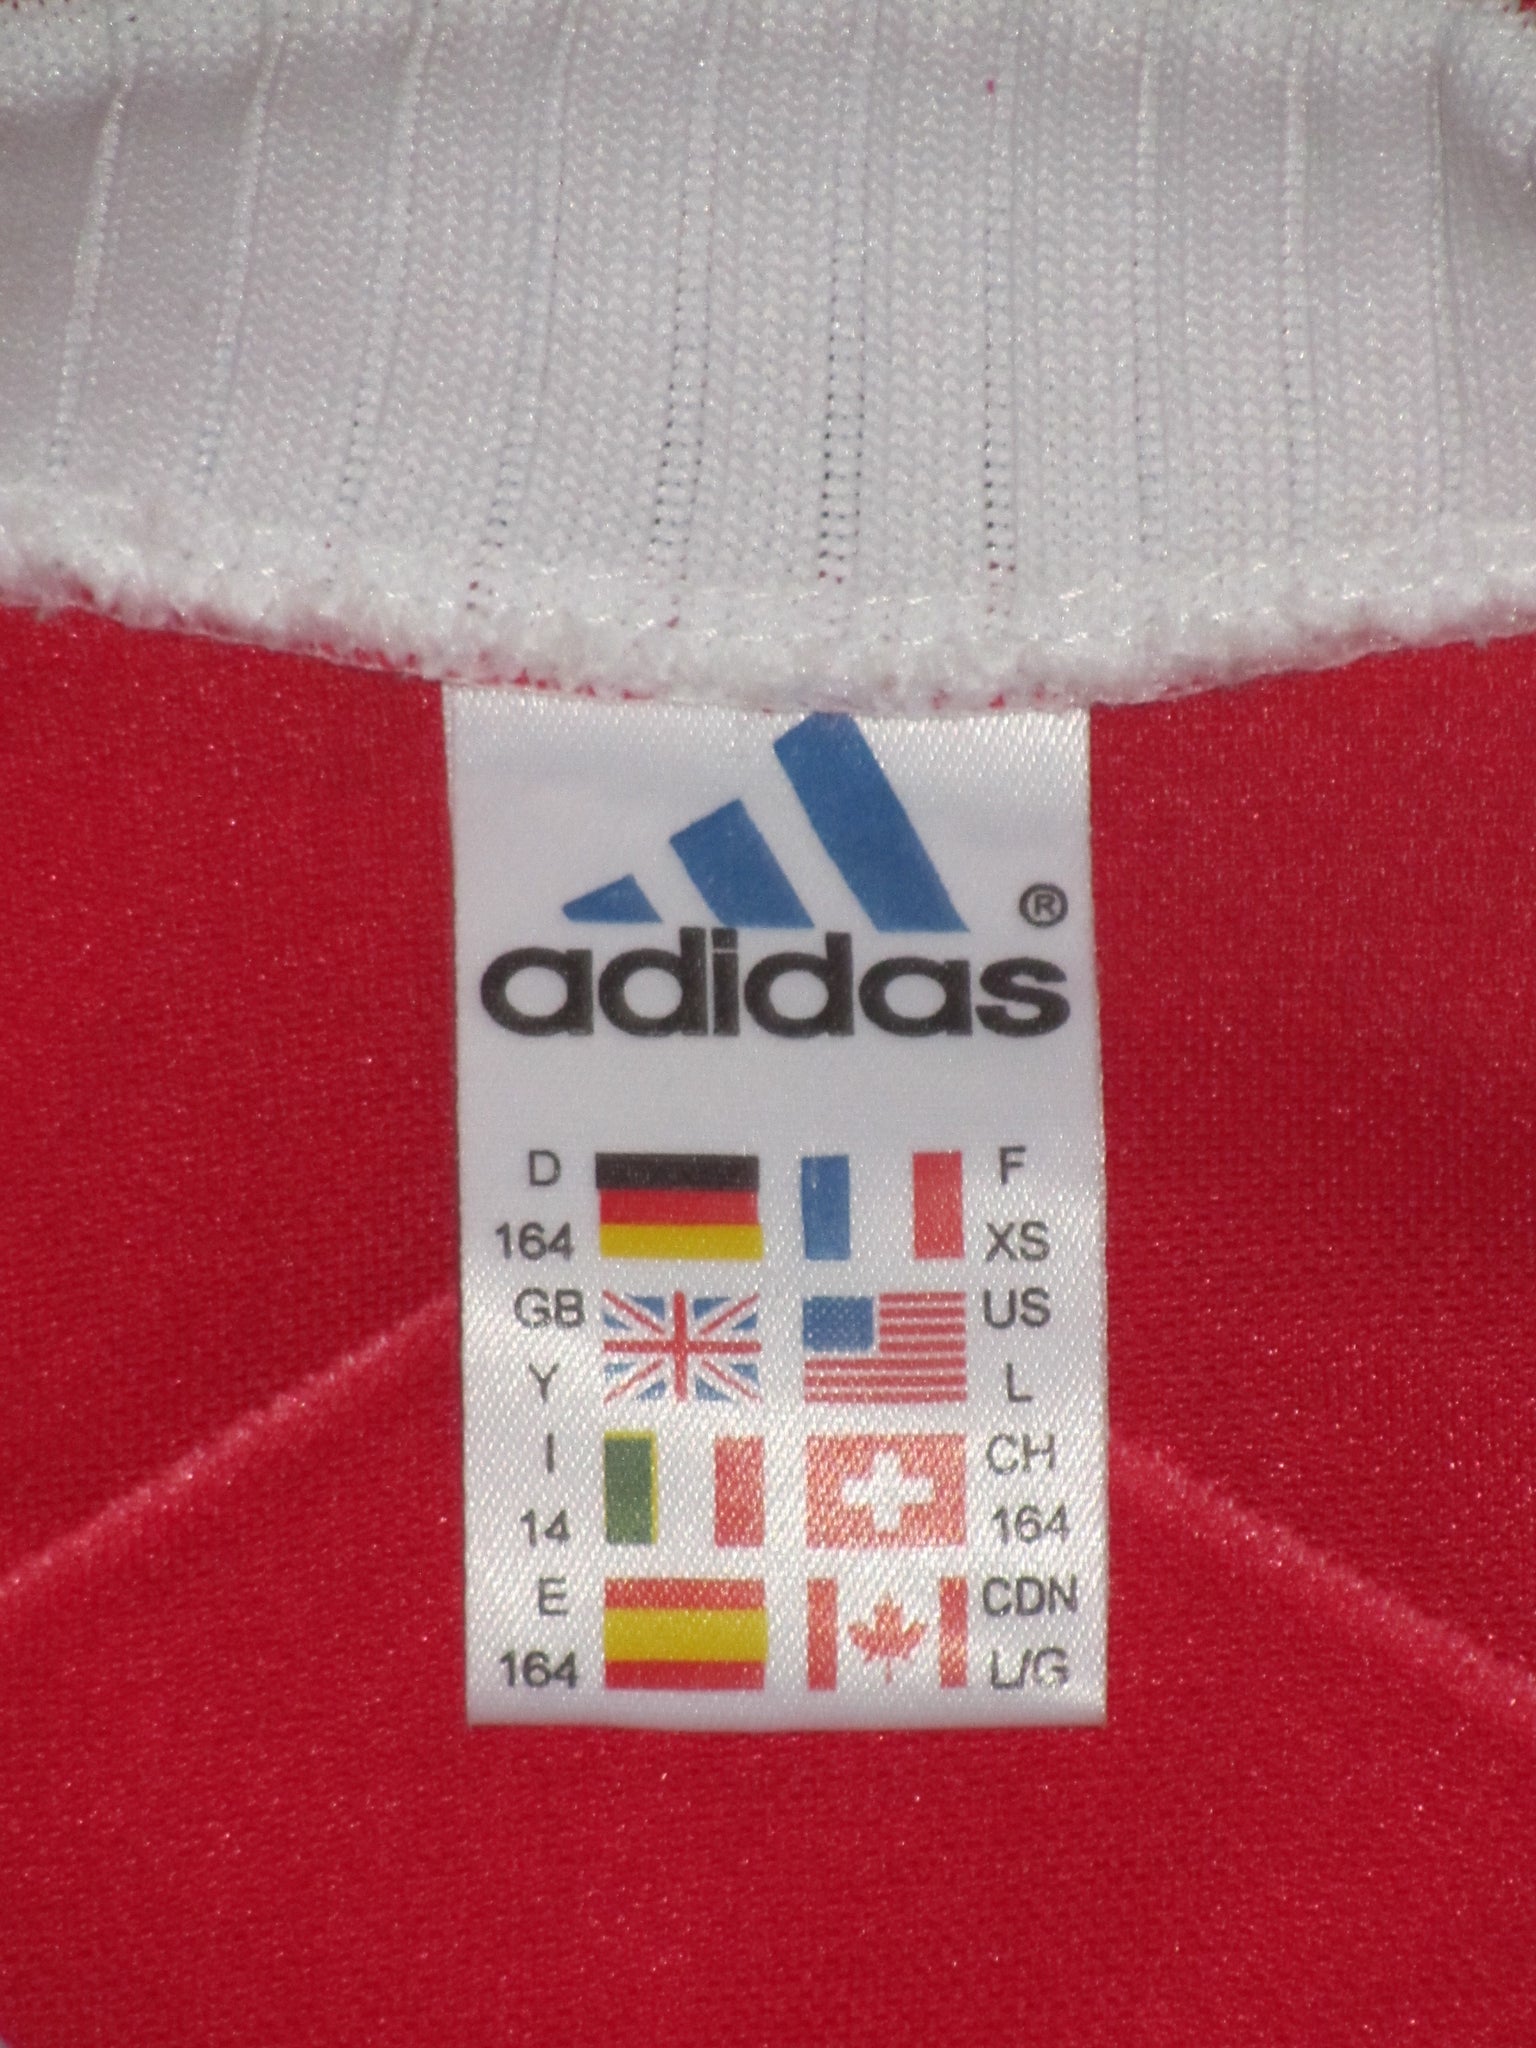 adidas®
D F
164 XS
GB US
Y L
I CH
14 164
E CDN
164 L/G